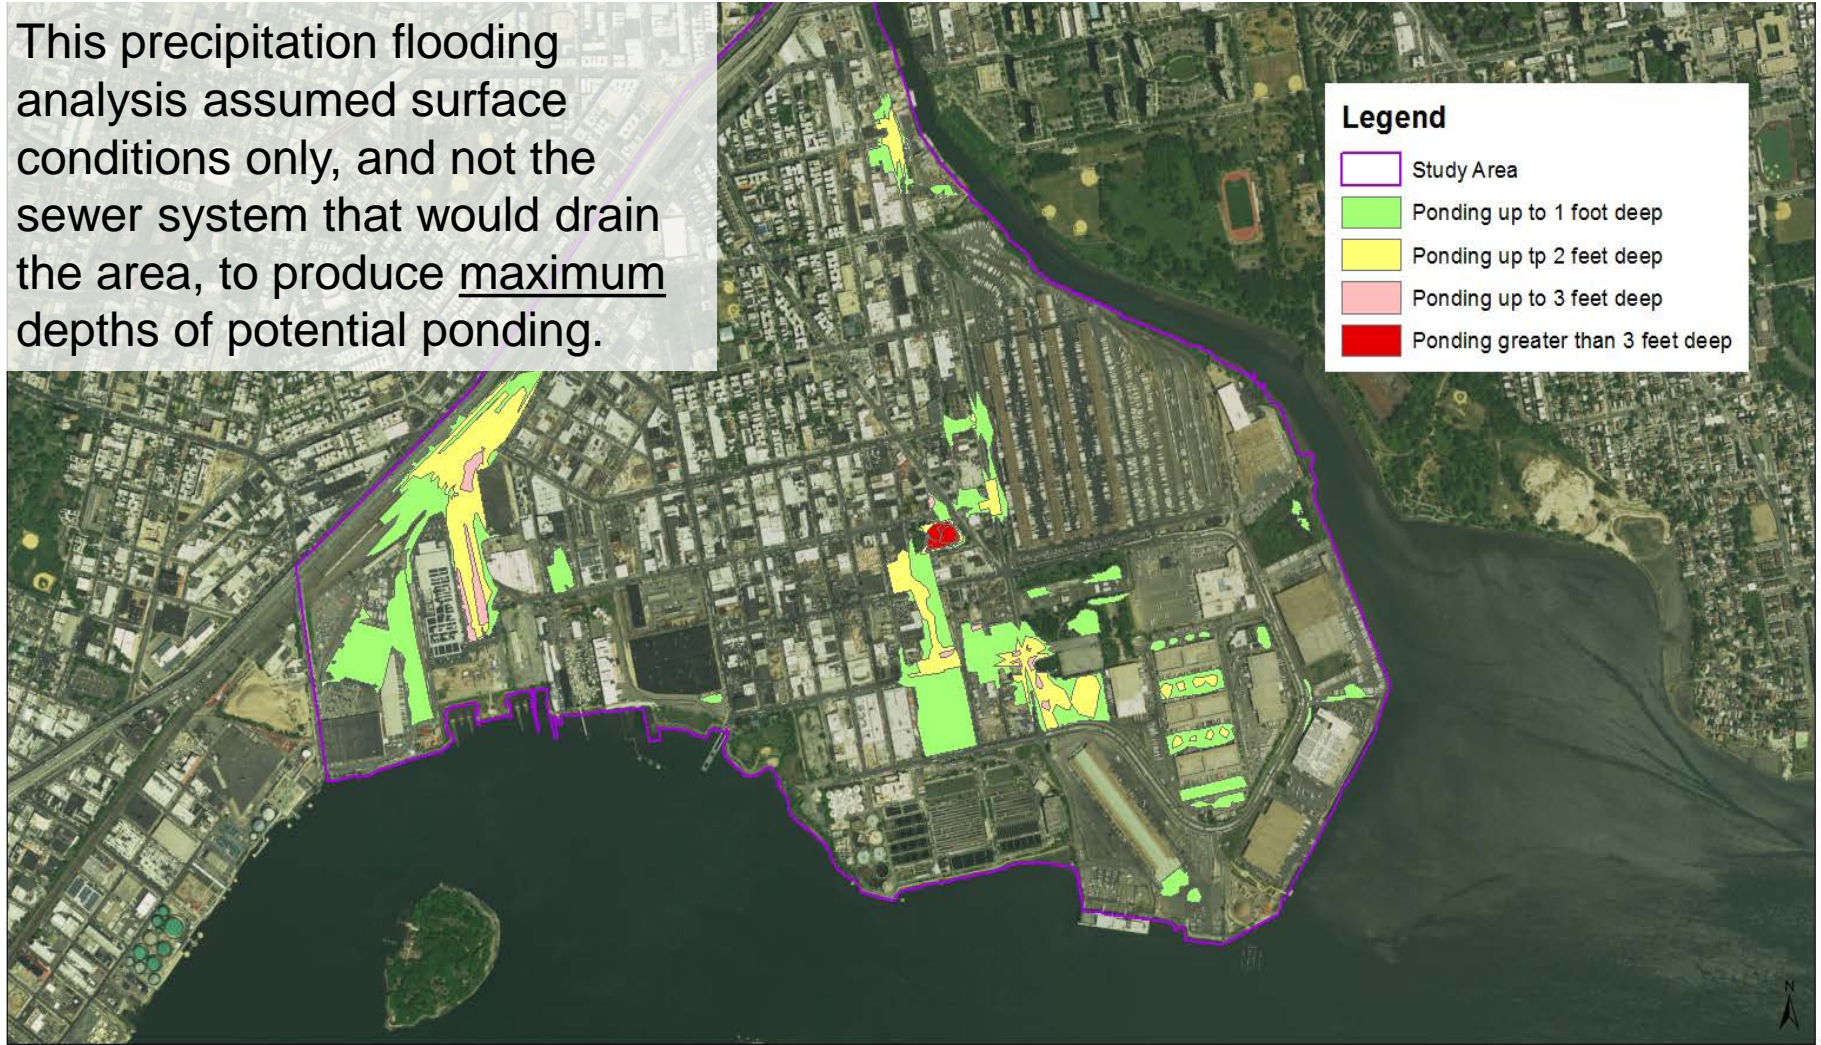 This precipitation flooding
analysis assumed surface
conditions only, and not the
sewer system that would drain
the area, to produce maximum
depths of potential ponding.
Legend
Study Area
Ponding up to 1 foot deep
Ponding up tp 2 feet deep
Ponding up to 3 feet deep
Ponding greater than 3 feet deep
N